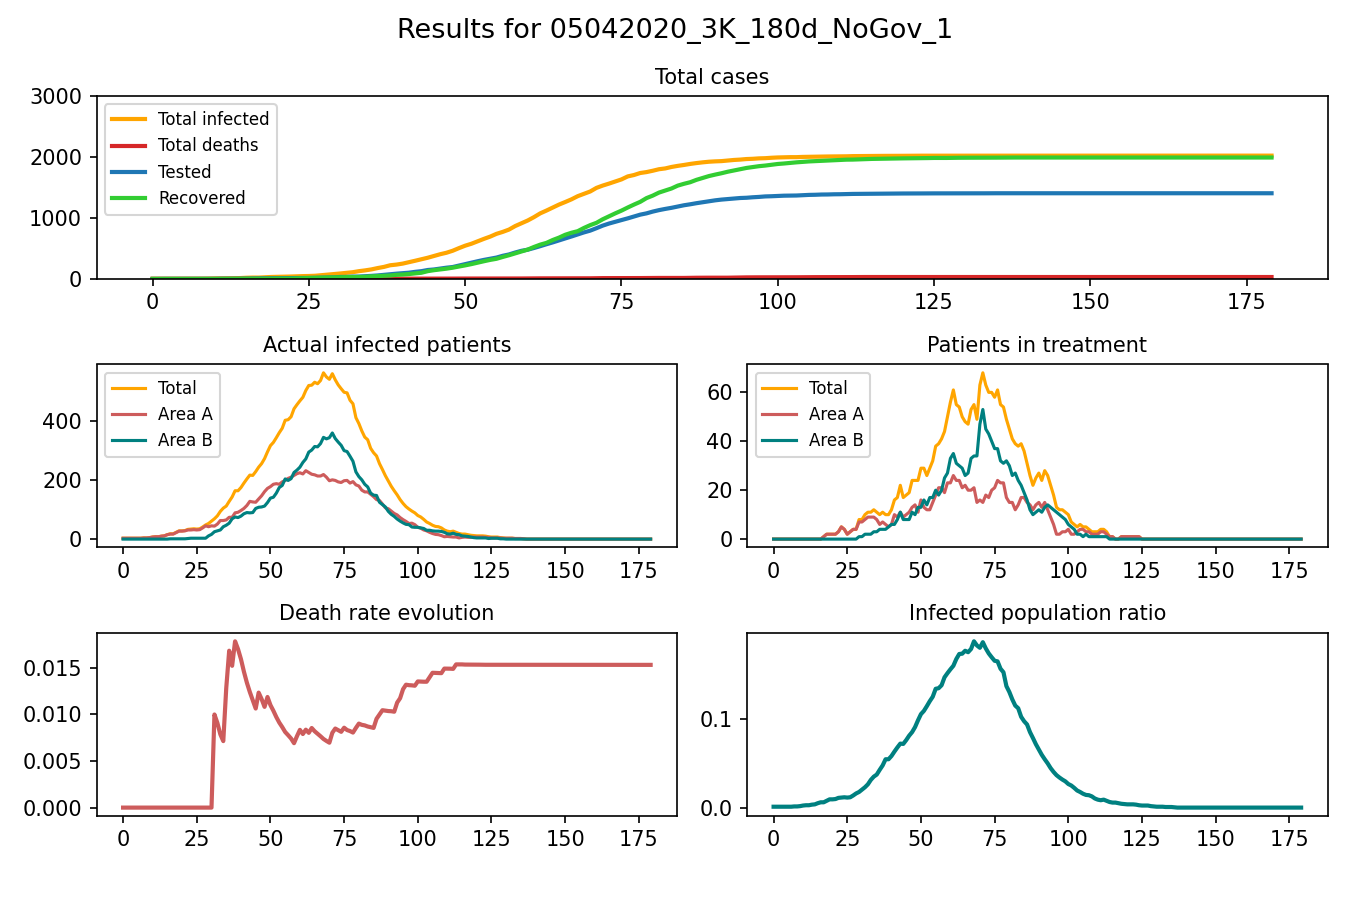 Results for 05042020_3K_180d_NoGov_1
Total cases
3000
2000
1000
0
Total infected
Total deaths
Tested
Recovered
0 25 50 75 100 125 150 175
Actual infected patients
400
200
0
Total
Area A
Area B
0 25 50 75 100 125 150 175
Patients in treatment
60
40
20
0
Total
Area A
Area B
0 25 50 75 100 125 150 175
Death rate evolution
0.015
0.010
0.005
0.000
0 25 50 75 100 125 150 175
Infected population ratio
0.1
0.0
0 25 50 75 100 125 150 175